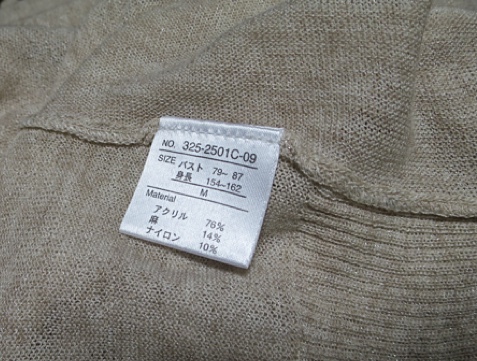 NO. 325-2501C-09
SIZE バスト 79~ 87
身長 154~162
M
Material
アクリル 76%
麻 14%
ナイロン 10%